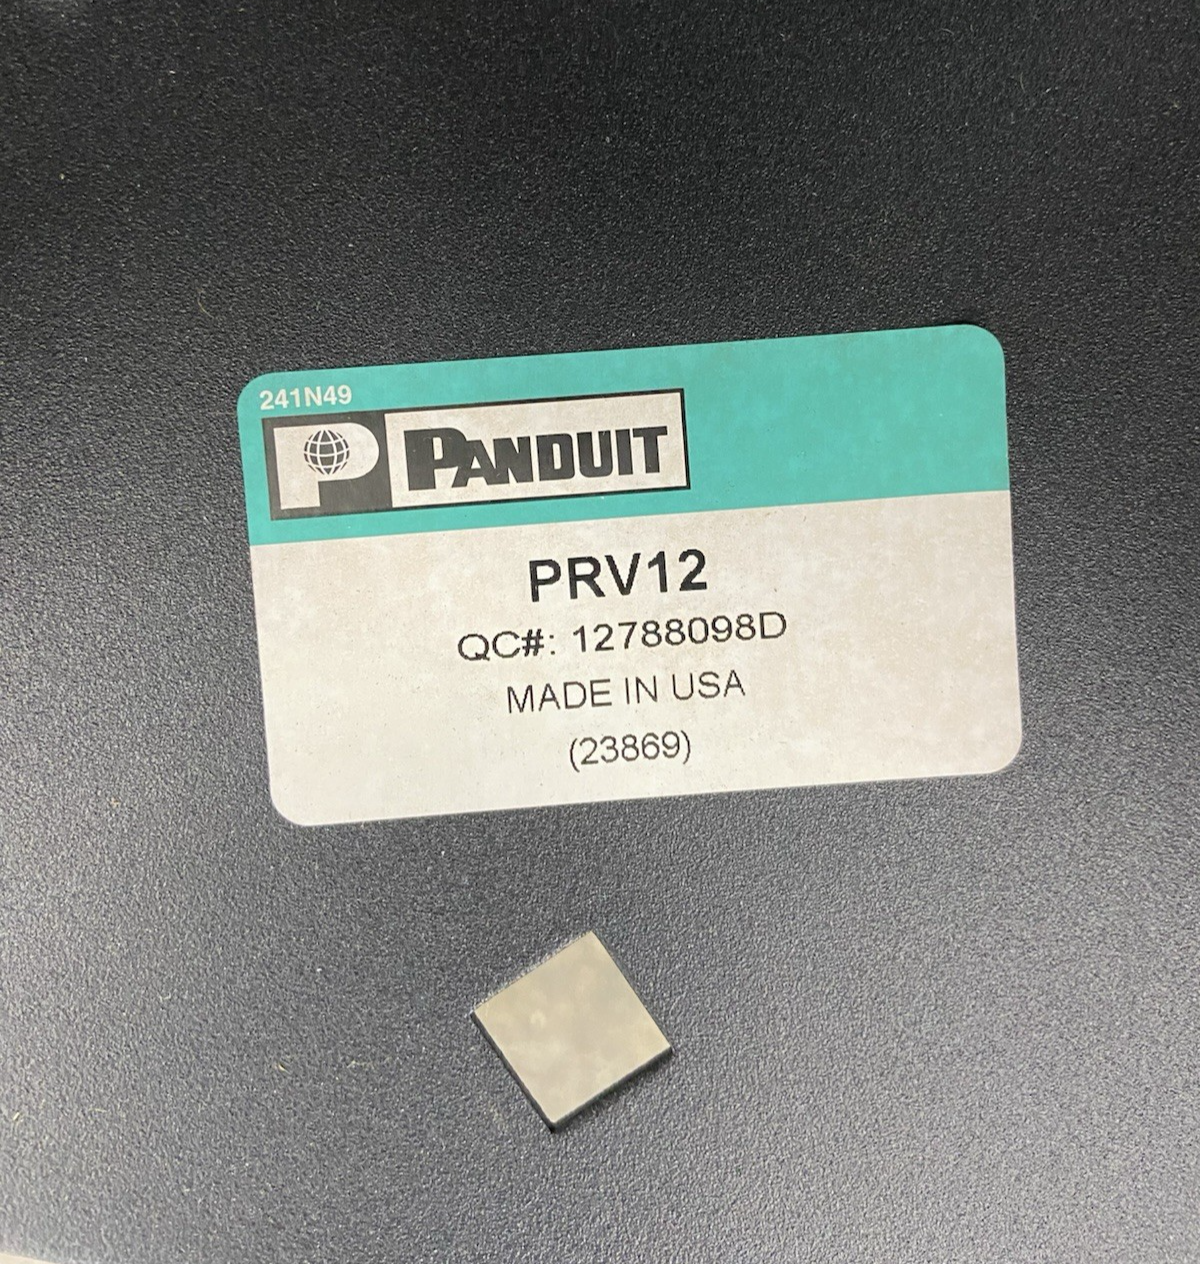 241N49
P PANDUIT
PRV12
QC#: 12788098D
MADE IN USA
(23869)